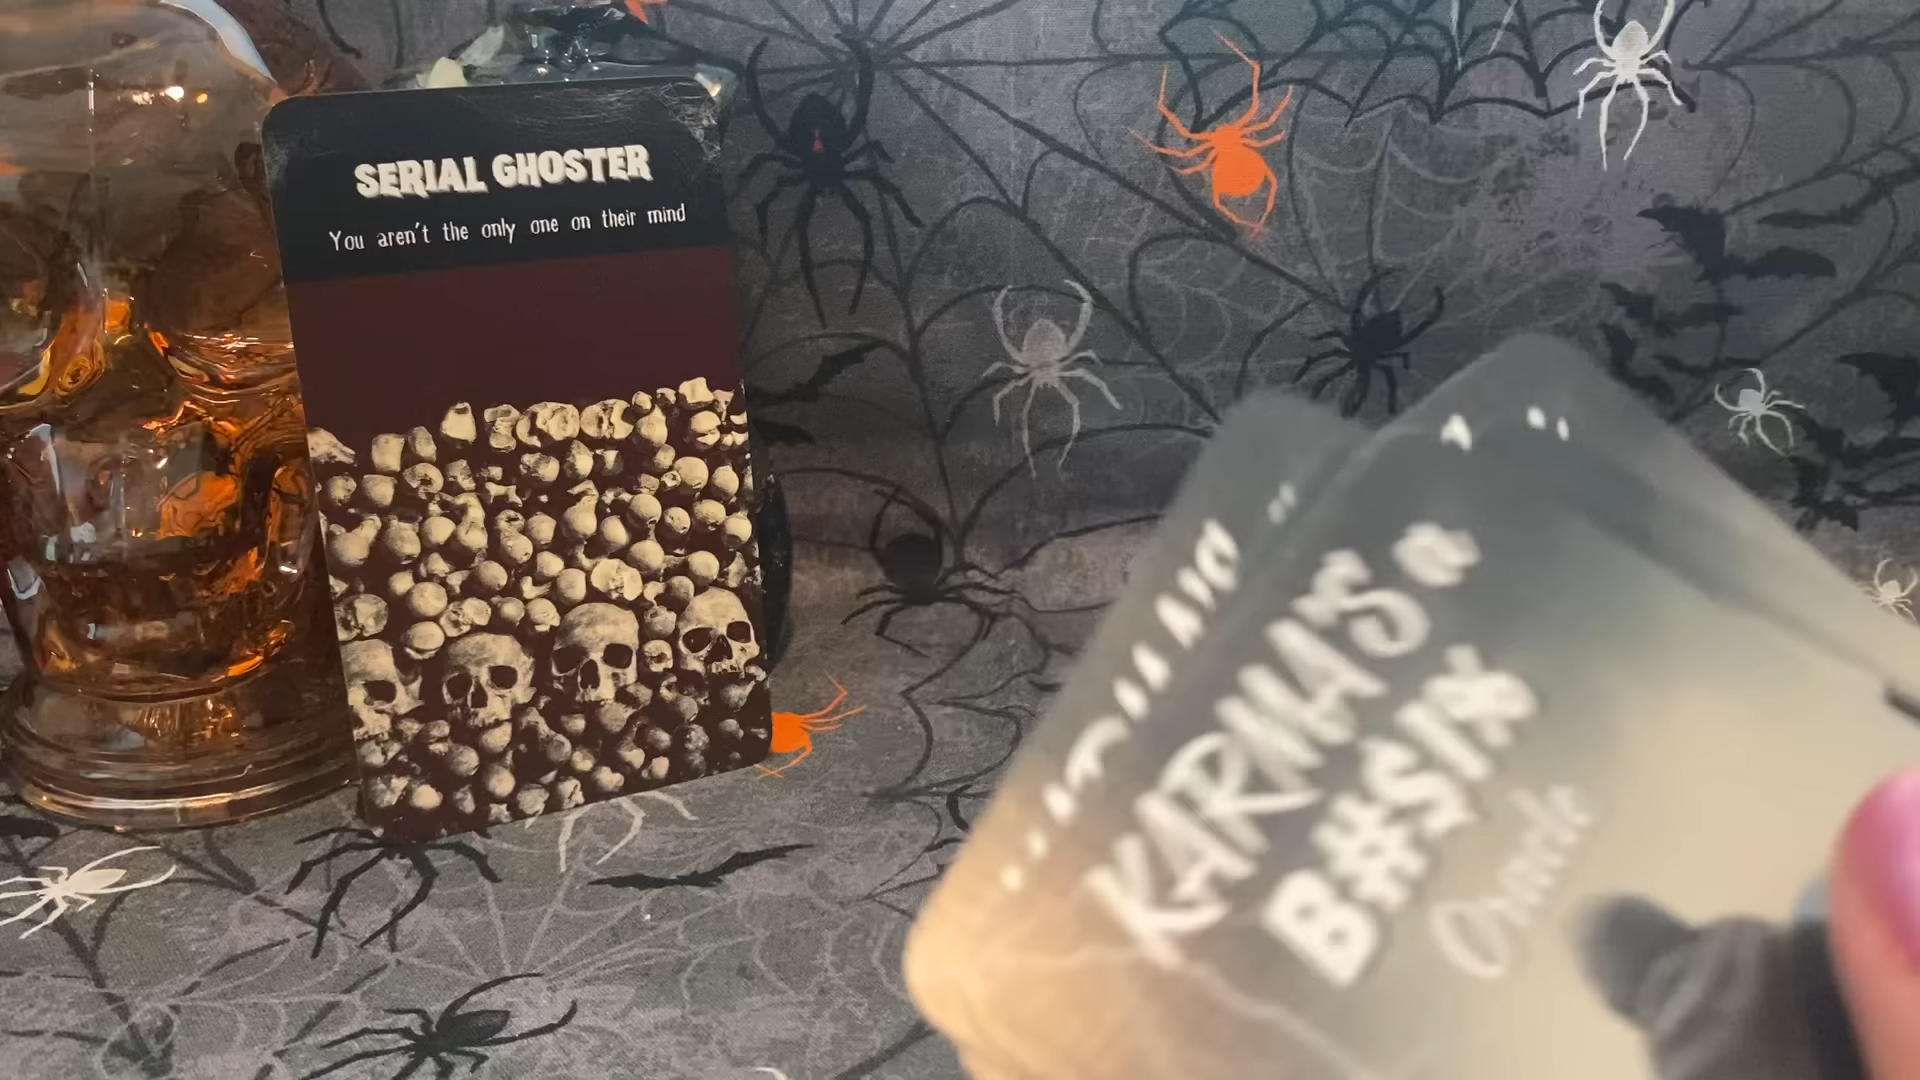 SERIAL GHOSTER
You aren't the only one on their mind
KARMA'S a
B#$!*
Oracle